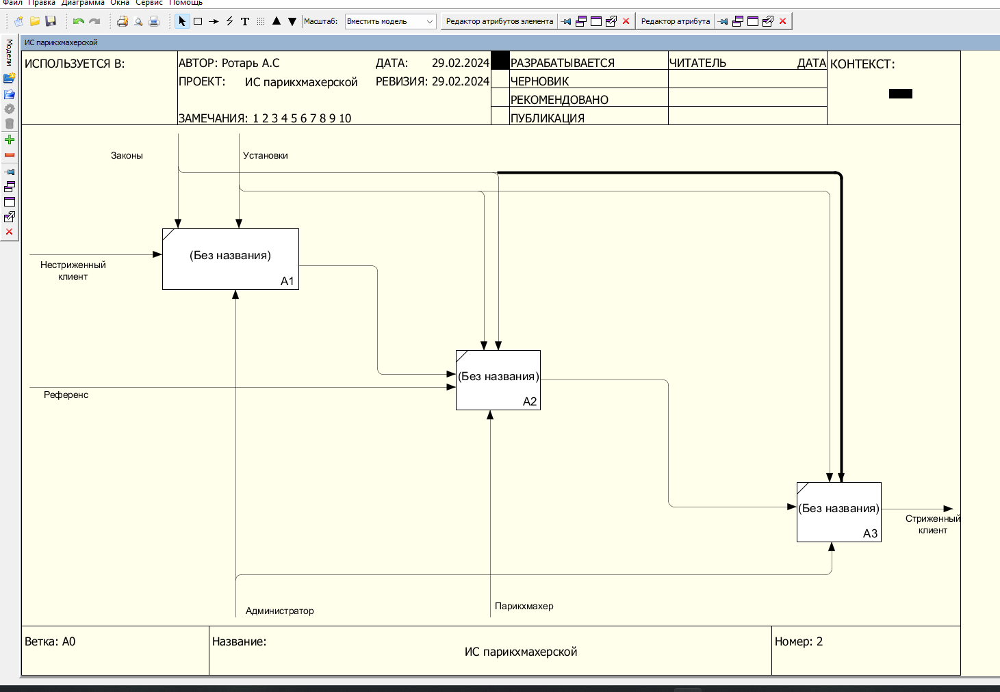 Файл Правка Диаграмма Окна Сервис Помощь
Масштаб: Вместить модель Редактор атрибутов элемента Редактор атрибута
Модели
ИС парикхмахерской
ИСПОЛЬЗУЕТСЯ В:
АВТОР: Ротарь А.С
ДАТА: 29.02.2024
ПРОЕКТ: ИС парикхмахерской
РЕВИЗИЯ: 29.02.2024
ЗАМЕЧАНИЯ: 1 2 3 4 5 6 7 8 9 10
РАЗРАБАТЫВАЕТСЯ
ЧЕРНОВИК
РЕКОМЕНДОВАНО
ПУБЛИКАЦИЯ
ЧИТАТЕЛЬ ДАТА
КОНТЕКСТ:
Законы
Установки
(Без названия)
A1
Нестриженный
клиент
(Без названия)
A2
Референс
(Без названия)
A3
Стриженный
клиент
Администратор
Парикхмахер
Ветка: A0
Название:
ИС парикхмахерской
Номер: 2